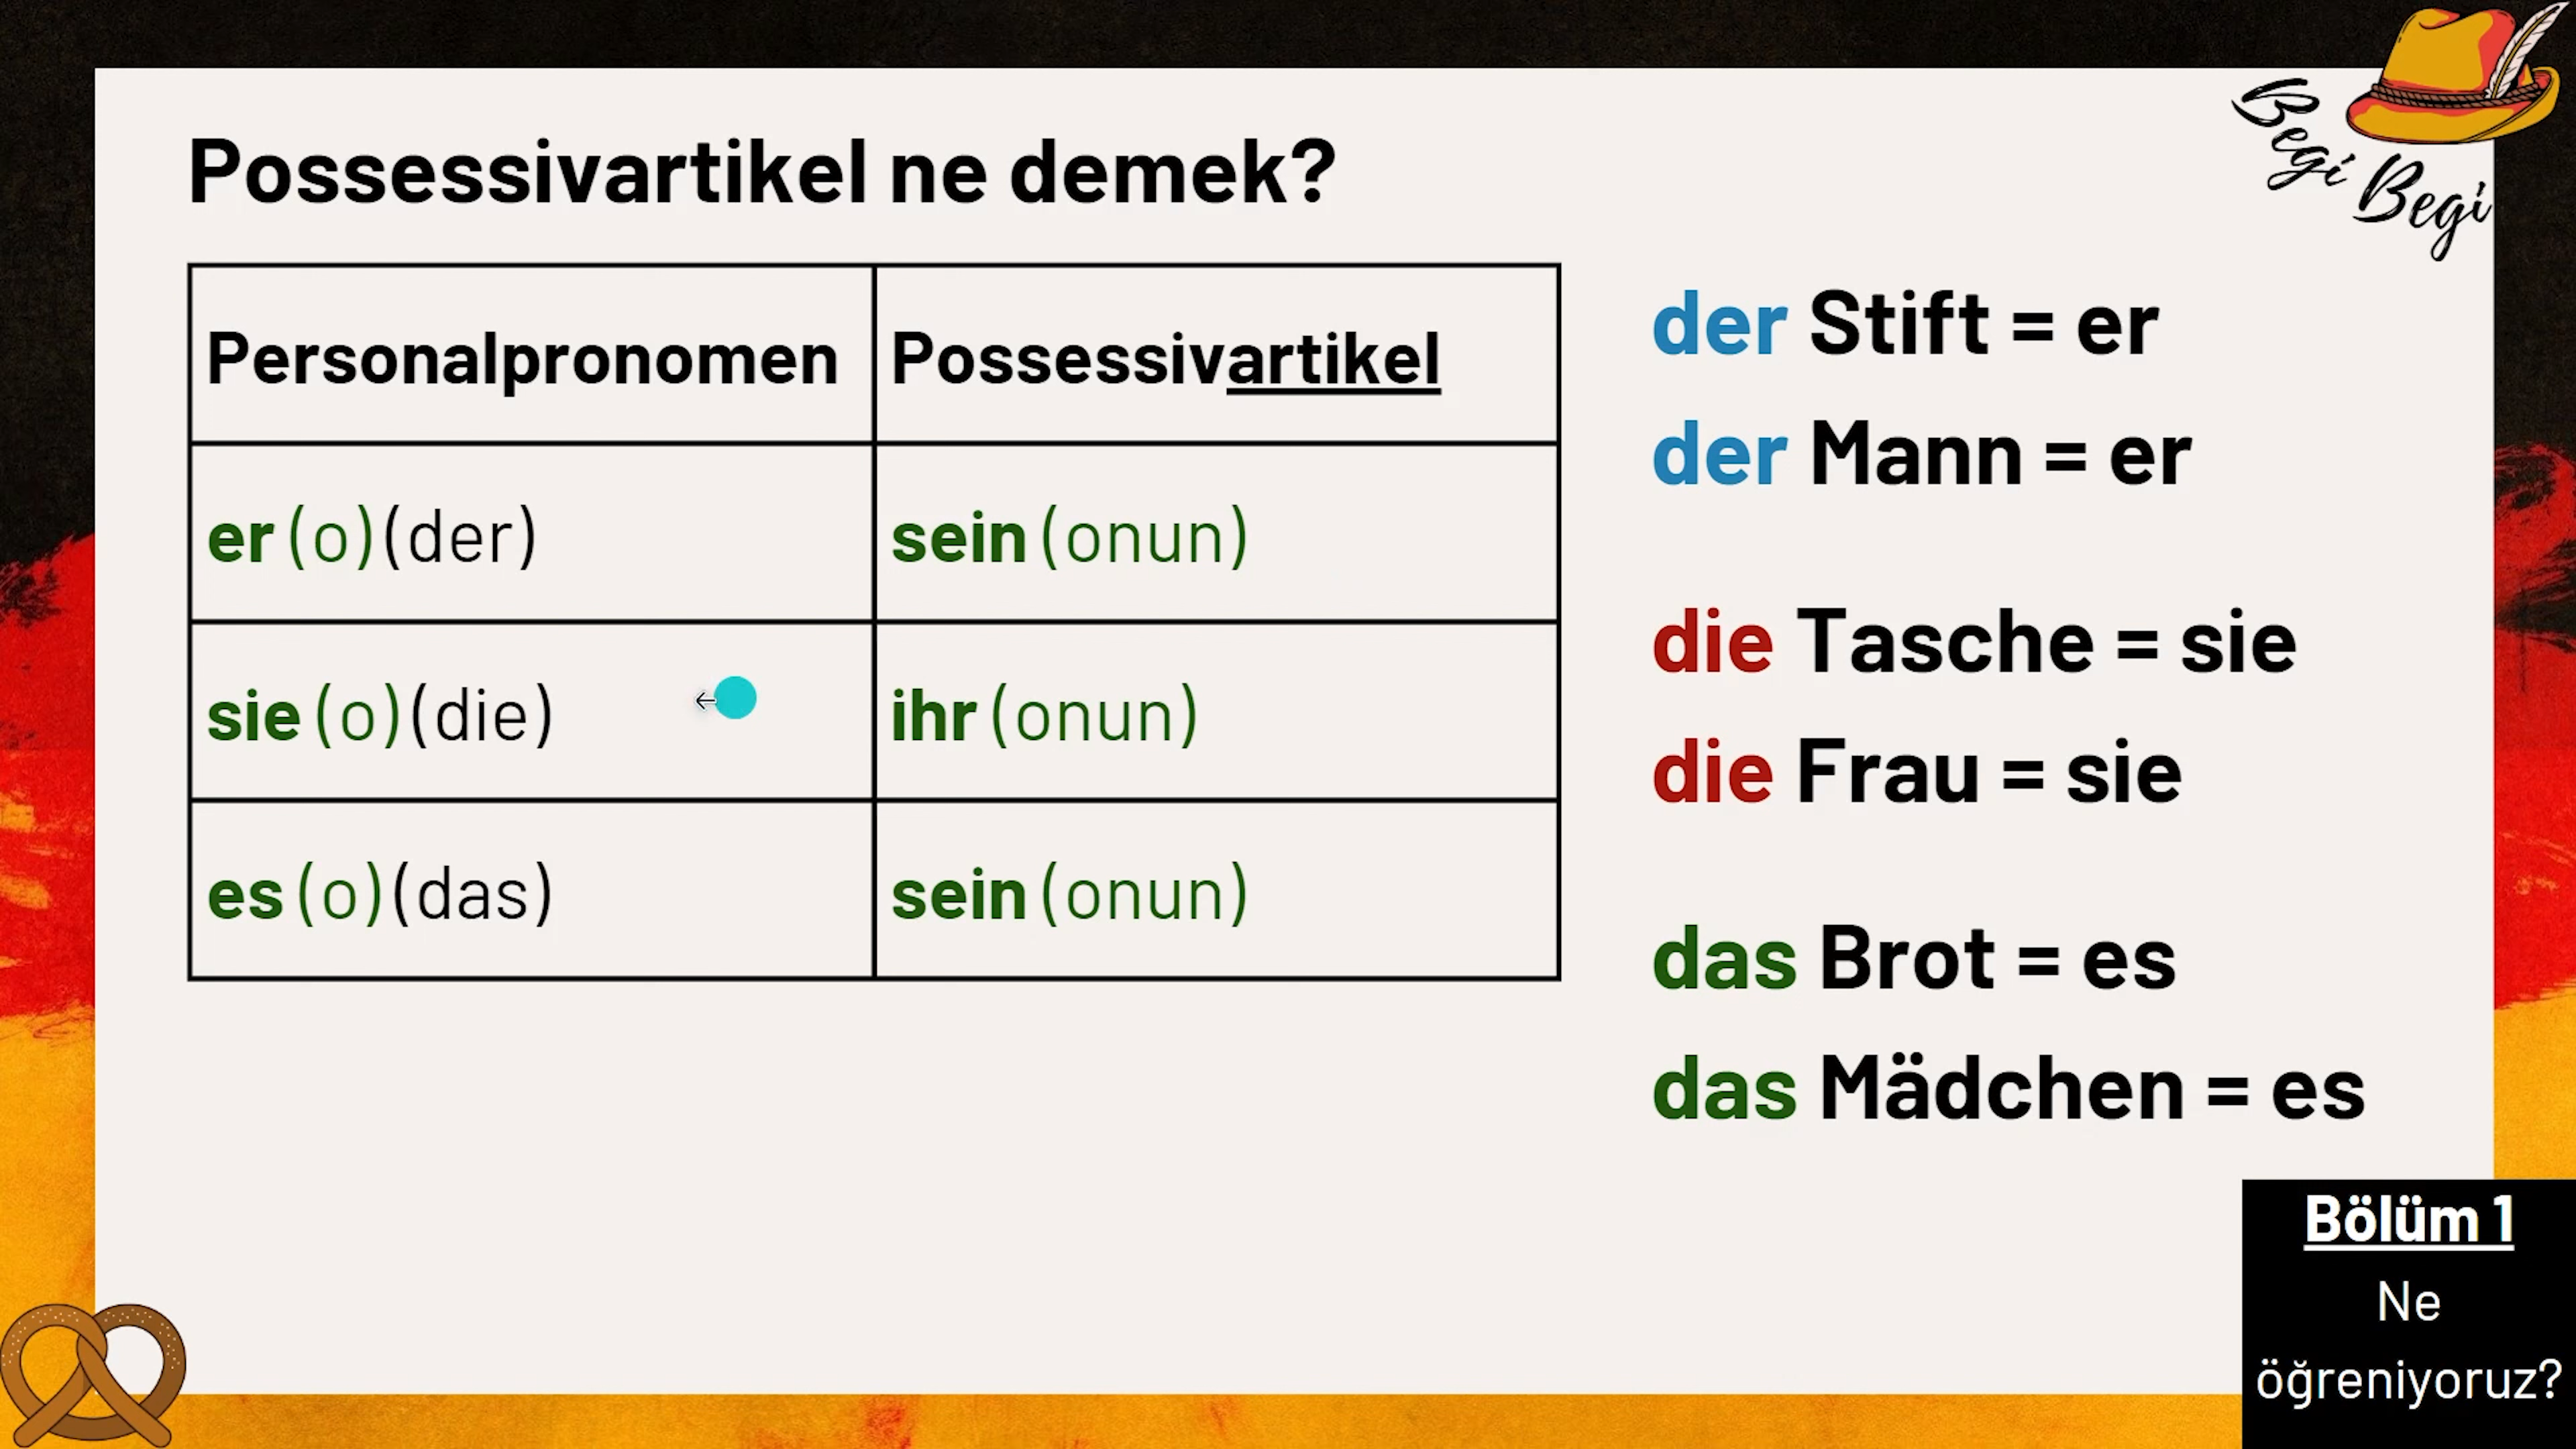 Begi Begi
Possessivartikel ne demek?
Personalpronomen
Possessivartikel
er (o) (der)
sein (onun)
sie (o) (die)
ihr (onun)
es (o) (das)
sein (onun)
der Stift = er
der Mann = er
die Tasche = sie
die Frau = sie
das Brot = es
das Mädchen = es
Bölüm 1
Ne
öğreniyoruz?